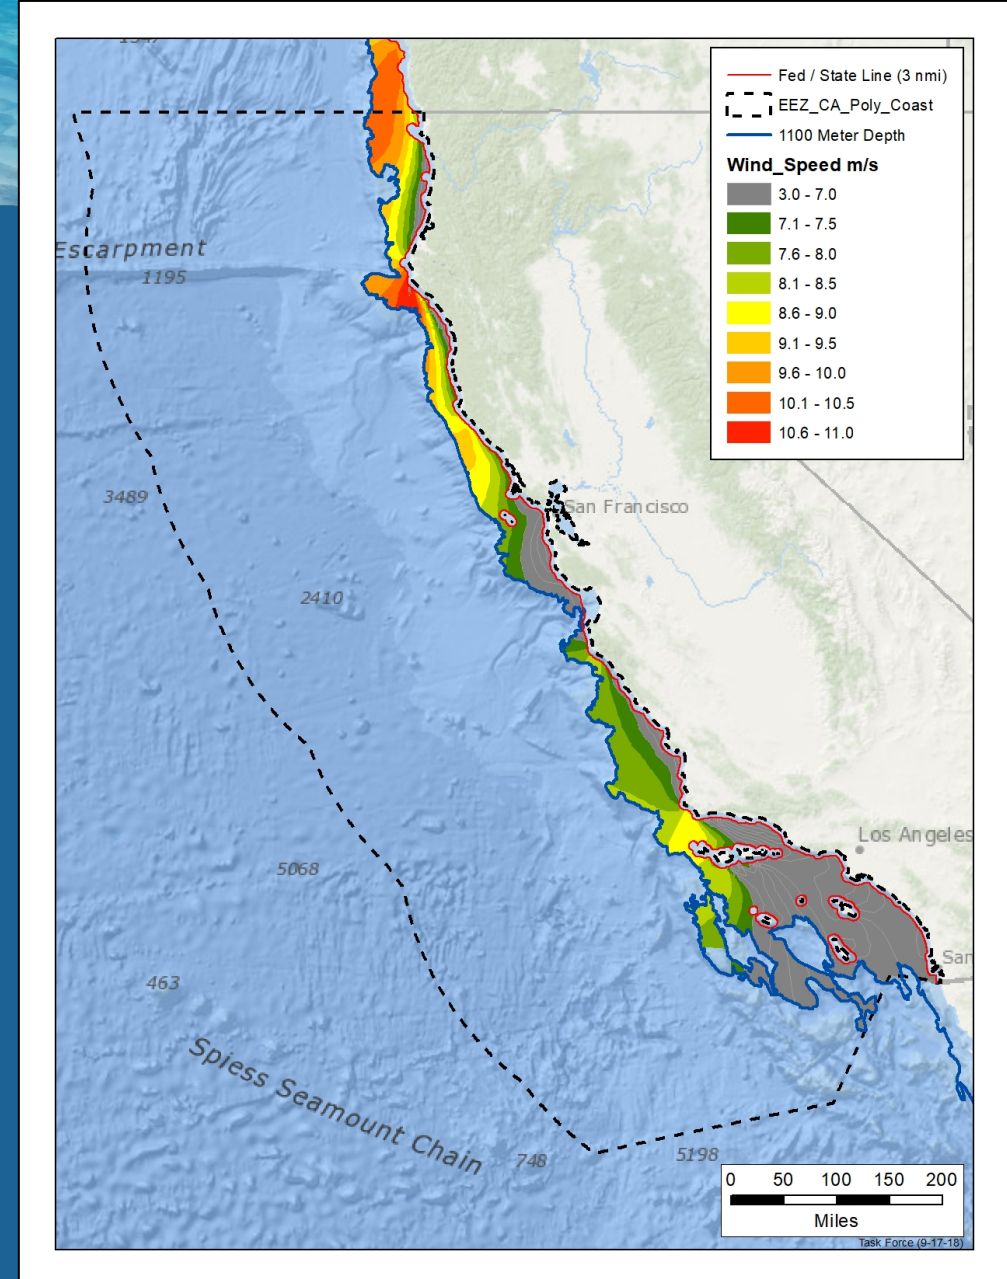 Fed / State Line (3 nmi)
EEZ_CA_Poly_Coast
1100 Meter Depth
Wind_Speed m/s
3.0 - 7.0
7.1 - 7.5
7.6 - 8.0
8.1 - 8.5
8.6 - 9.0
9.1 - 9.5
9.6 - 10.0
10.1 - 10.5
10.6 - 11.0
Escarpment
1195
3489
San Francisco
2410
Los Angeles
5068
San
463
Spiess Seamount Chain
748
5198
0 50 100 150 200
Miles
Task Force (9-17-18)